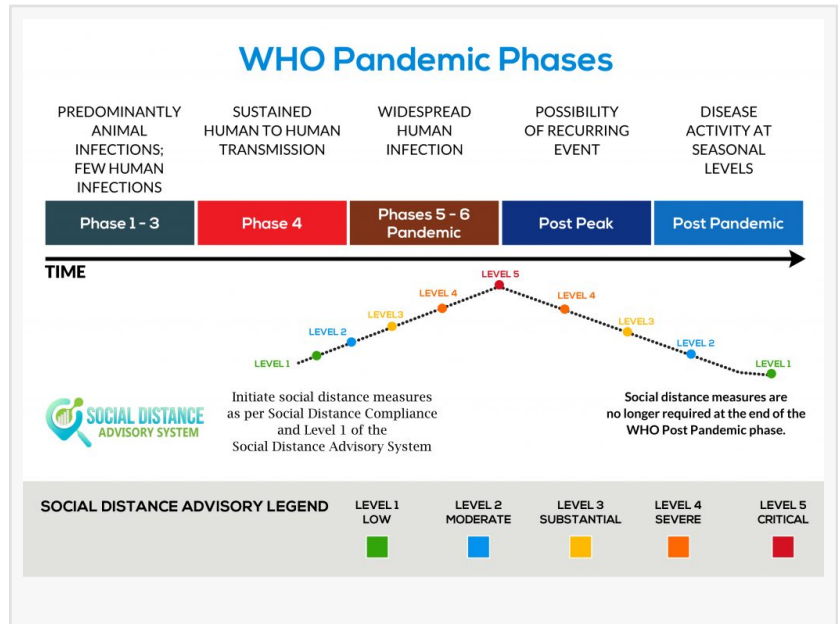 WHO Pandemic Phases
PREDOMINANTLY
ANIMAL
INFECTIONS;
FEW HUMAN
INFECTIONS
SUSTAINED
HUMAN TO HUMAN
TRANSMISSION
WIDESPREAD
HUMAN
INFECTION
POSSIBILITY
OF RECURRING
EVENT
DISEASE
ACTIVITY AT
SEASONAL
LEVELS
Phase 1 - 3
Phase 4
Phases 5 - 6
Pandemic
Post Peak
Post Pandemic
TIME
LEVEL 1
LEVEL 2
LEVEL3
LEVEL 4
LEVEL 5
LEVEL 4
LEVEL3
LEVEL 2
LEVEL 1
SOCIAL DISTANCE
ADVISORY SYSTEM
Initiate social distance measures
as per Social Distance Compliance
and Level 1 of the
Social Distance Advisory System
Social distance measures are
no longer required at the end of the
WHO Post Pandemic phase.
SOCIAL DISTANCE ADVISORY LEGEND
LEVEL 1
LOW
LEVEL 2
MODERATE
LEVEL 3
SUBSTANTIAL
LEVEL 4
SEVERE
LEVEL 5
CRITICAL